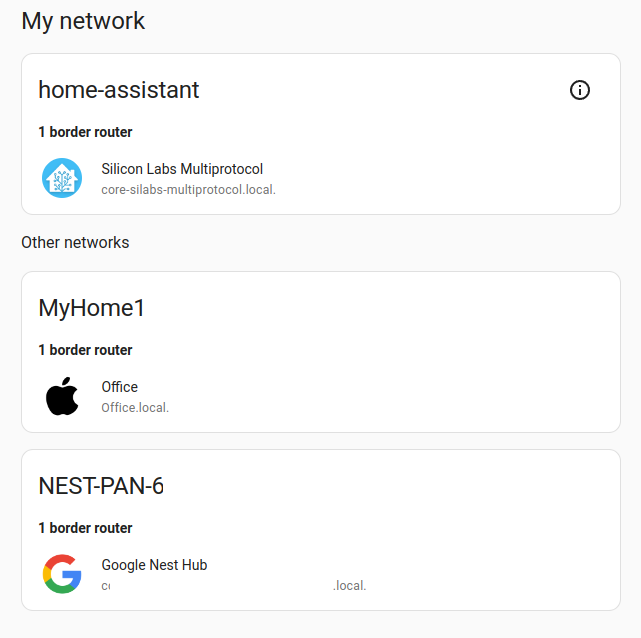 My network
home-assistant
1 border router
Silicon Labs Multiprotocol
core-silabs-multiprotocol.local.
Other networks
MyHome1
1 border router
Office
Office.local.
NEST-PAN-6
1 border router
Google Nest Hub
.local.